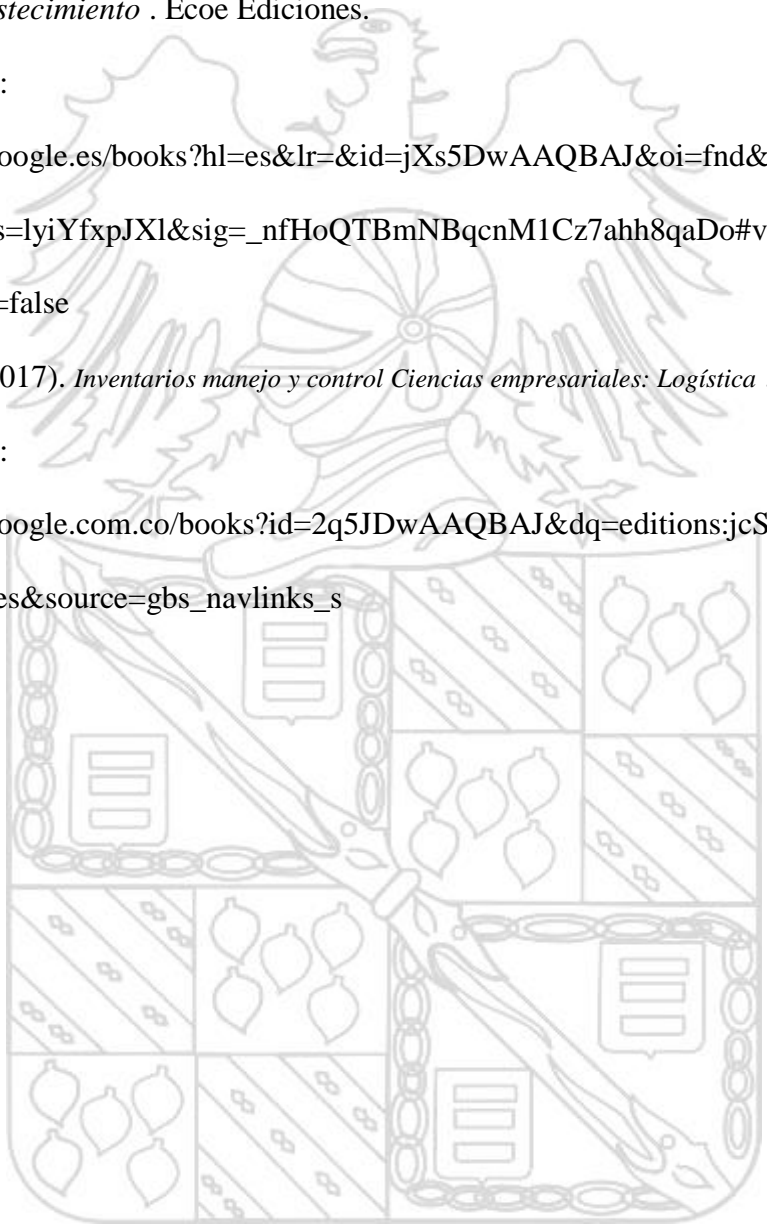 stecimiento . Ecoe Ediciones.
:
oogle.es/books?hl=es&lr=&id=jXs5DwAAQBAJ&oi=fnd&
s=lyiYfxpJXl&sig=_nfHoQTBmNBqcnM1Cz7ahh8qaDo#v
=false
017). Inventarios manejo y control Ciencias empresariales: Logística
:
oogle.com.co/books?id=2q5JDwAAQBAJ&dq=editions:jcS
es&source=gbs_navlinks_s